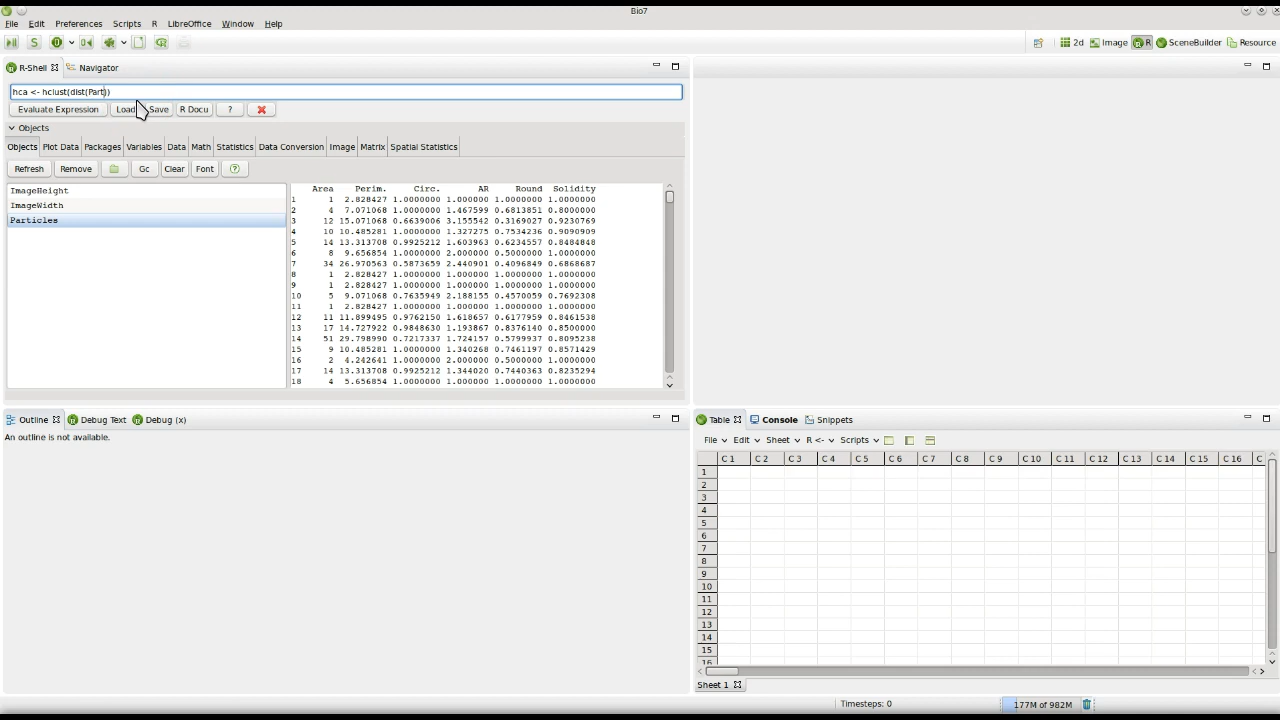 Bio7
File Edit Preferences Scripts R LibreOffice Window Help
S 2d Image R SceneBuilder Resource
R-Shell Navigator
hca <- hclust(dist(Part))
Evaluate Expression Load Save R Docu ?
Objects
Objects Plot Data Packages Variables Data Math Statistics Data Conversion Image Matrix Spatial Statistics
Refresh Remove Gc Clear Font ?
ImageHeight
ImageWidth
Particles
Area Perim. Circ. AR Round Solidity
1 1 2.828427 1.0000000 1.000000 1.0000000 1.0000000
2 4 7.071068 1.0000000 1.467599 0.6813851 0.8000000
3 12 15.071068 0.6639006 3.155542 0.3169027 0.9230769
4 10 10.485281 1.0000000 1.327275 0.7534236 0.9090909
5 14 13.313708 0.9925212 1.603963 0.6234557 0.8484848
6 8 9.656854 1.0000000 2.000000 0.5000000 1.0000000
7 34 26.970563 0.5873659 2.440901 0.4096849 0.6868687
8 1 2.828427 1.0000000 1.000000 1.0000000 1.0000000
9 1 2.828427 1.0000000 1.000000 1.0000000 1.0000000
10 5 9.071068 0.7635949 2.188155 0.4570059 0.7692308
11 1 2.828427 1.0000000 1.000000 1.0000000 1.0000000
12 11 11.899495 0.9762150 1.618657 0.6177959 0.8461538
13 17 14.727922 0.9848630 1.193867 0.8376140 0.8500000
14 51 29.798990 0.7217337 1.724157 0.5799937 0.8095238
15 9 10.485281 1.0000000 1.340268 0.7461197 0.8571429
16 2 4.242641 1.0000000 2.000000 0.5000000 1.0000000
17 14 13.313708 0.9925212 1.344020 0.7440363 0.8235294
18 4 5.656854 1.0000000 1.000000 1.0000000 1.0000000
Outline Debug Text Debug (x)
An outline is not available.
Table Console Snippets
File Edit Sheet R <- Scripts
C 1 C 2 C 3 C 4 C 5 C 6 C 7 C 8 C 9 C 10 C 11 C 12 C 13 C 14 C 15 C 16 C
1
2
3
4
5
6
7
8
9
10
11
12
13
14
15
16
Sheet 1
Timesteps: 0 177M of 982M